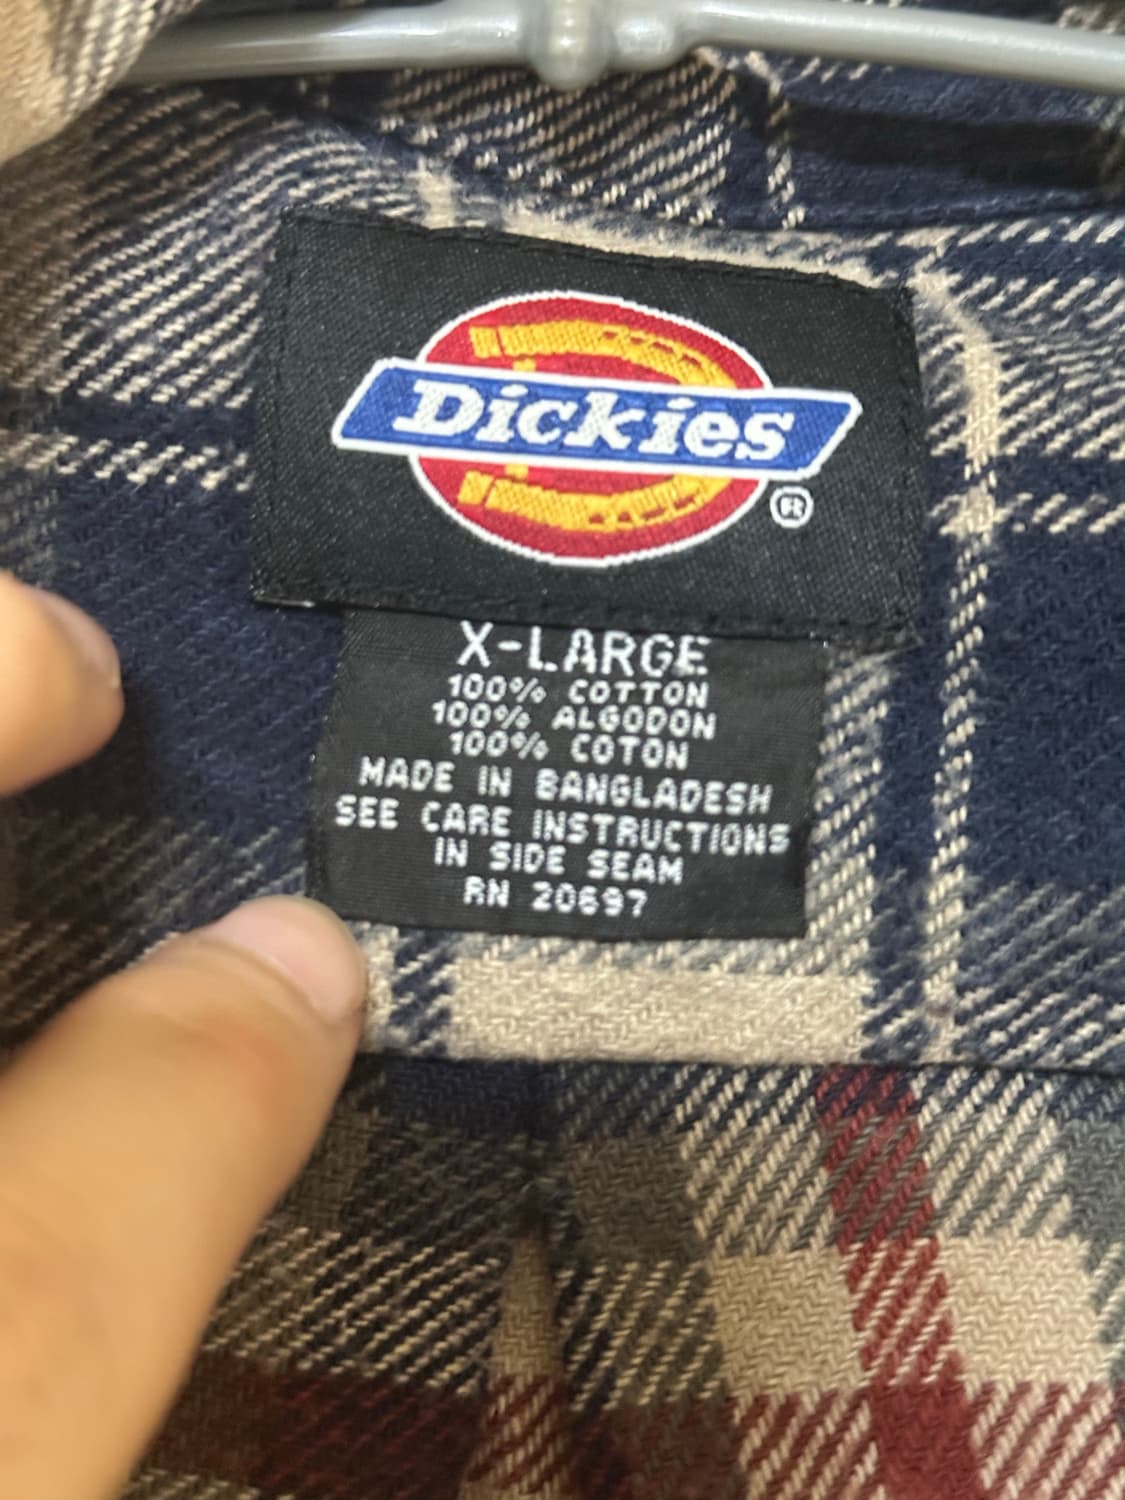 Dickies
®
X-LARGE
100% COTTON
100% ALGODON
100% COTON
MADE IN BANGLADESH
SEE CARE INSTRUCTIONS
IN SIDE SEAM
RN 20697